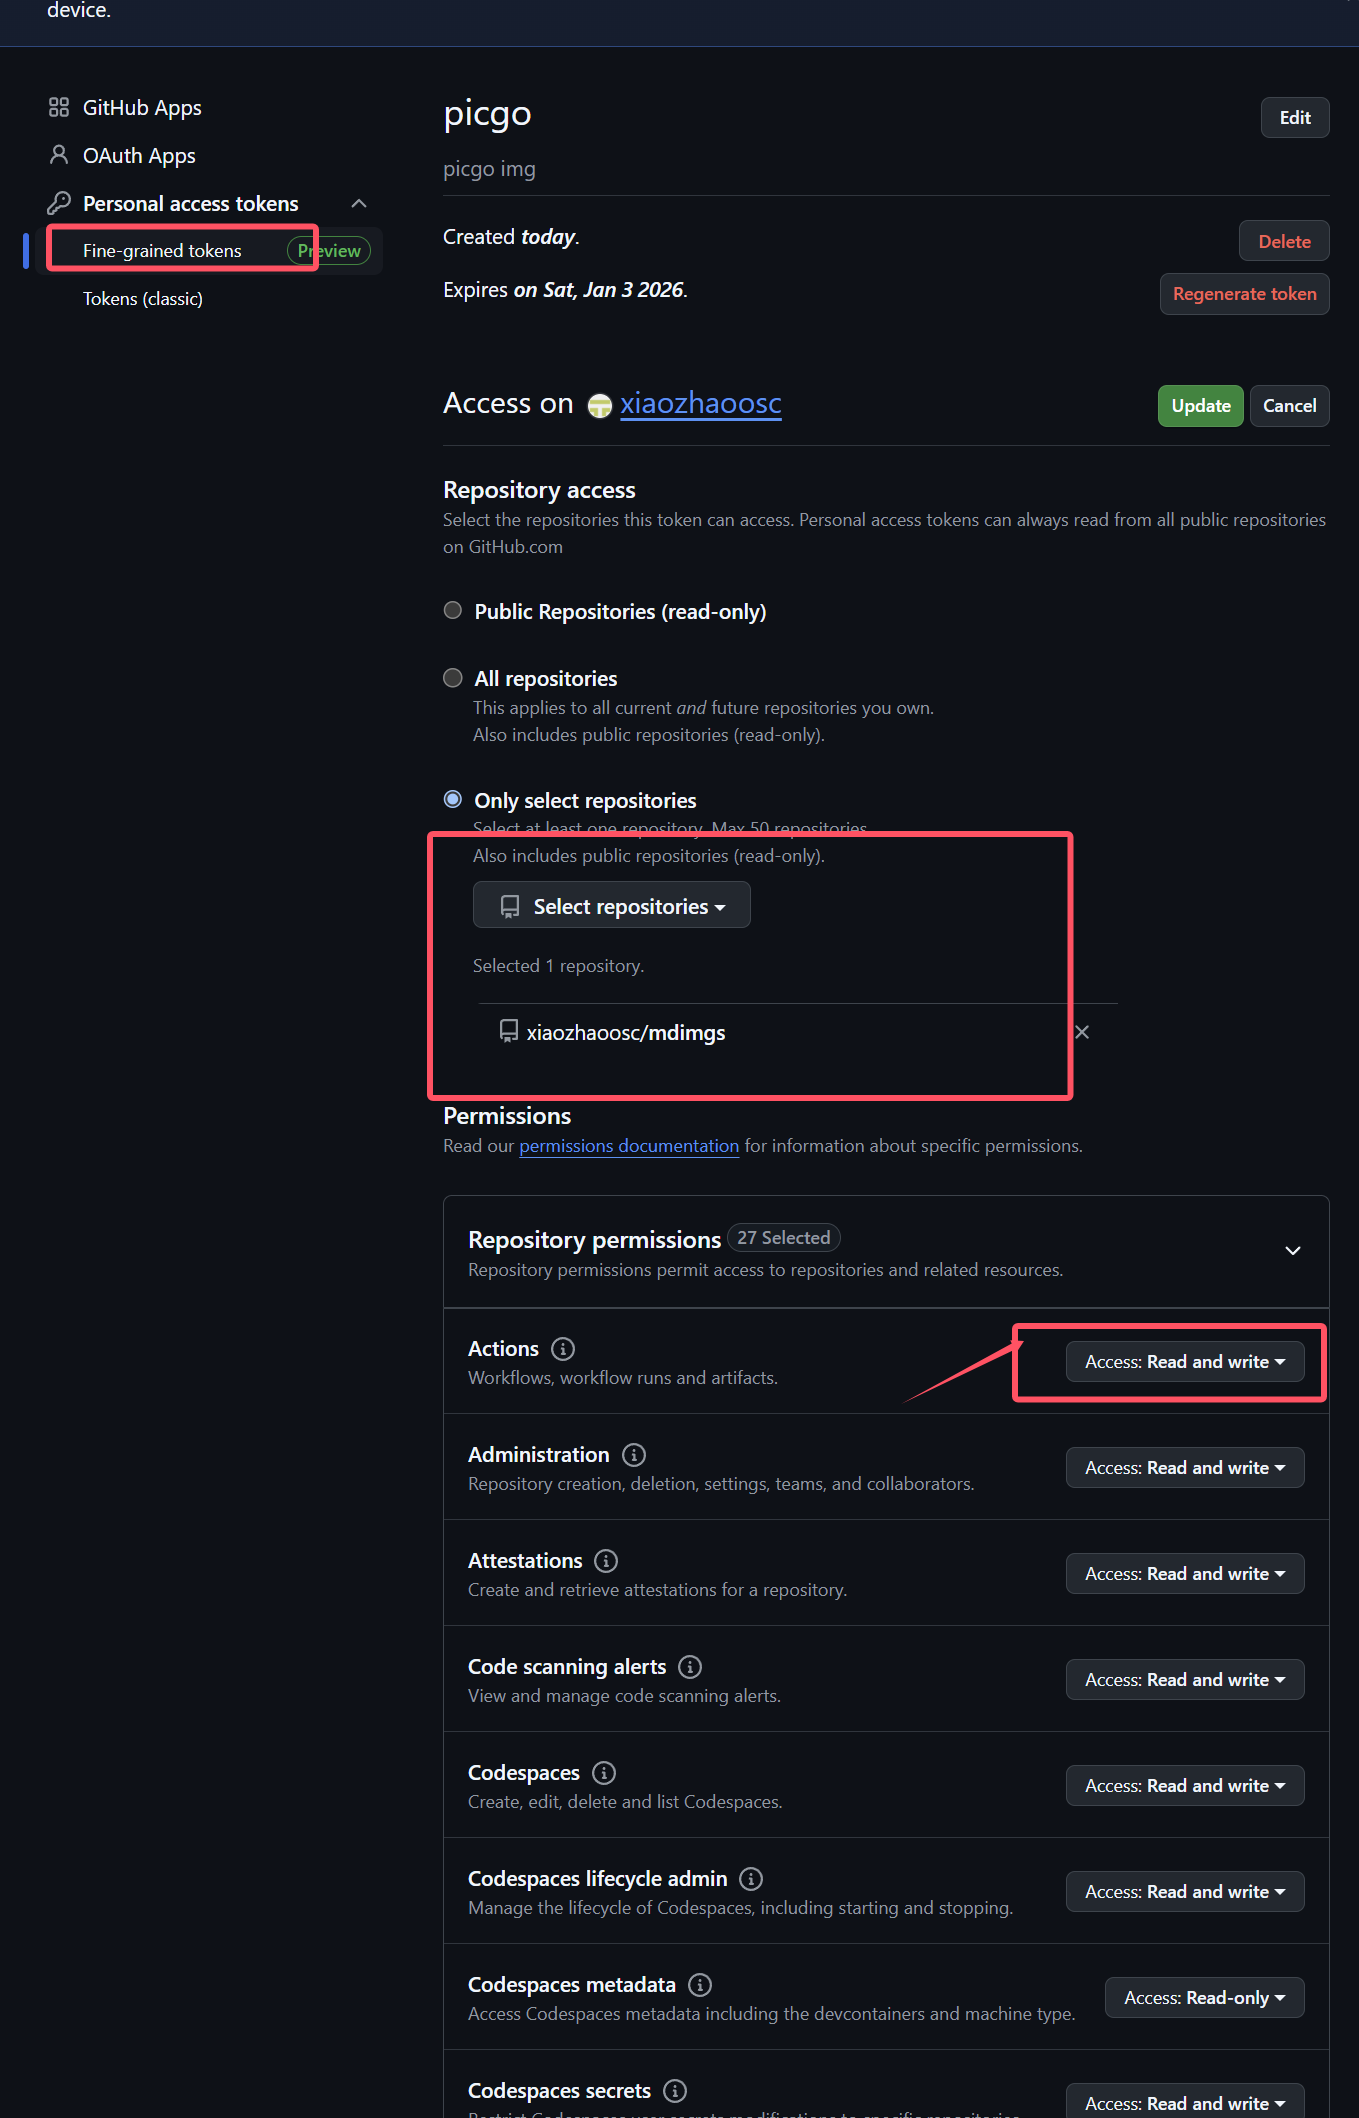 device.
GitHub Apps
OAuth Apps
Personal access tokens
Fine-grained tokens Preview
Tokens (classic)
picgo
Edit
picgo img
Created today.
Delete
Expires on Sat, Jan 3 2026.
Regenerate token
Access on xiaozhaoosc
Update Cancel
Repository access
Select the repositories this token can access. Personal access tokens can always read from all public repositories
on GitHub.com
Public Repositories (read-only)
All repositories
This applies to all current and future repositories you own.
Also includes public repositories (read-only).
Only select repositories
Select at least one repository. Max 50 repositories.
Also includes public repositories (read-only).
Select repositories
Selected 1 repository.
xiaozhaoosc/mdimgs
Permissions
Read our permissions documentation for information about specific permissions.
Repository permissions 27 Selected
Repository permissions permit access to repositories and related resources.
Actions
Access: Read and write
Workflows, workflow runs and artifacts.
Administration
Access: Read and write
Repository creation, deletion, settings, teams, and collaborators.
Attestations
Access: Read and write
Create and retrieve attestations for a repository.
Code scanning alerts
Access: Read and write
View and manage code scanning alerts.
Codespaces
Access: Read and write
Create, edit, delete and list Codespaces.
Codespaces lifecycle admin
Access: Read and write
Manage the lifecycle of Codespaces, including starting and stopping.
Codespaces metadata
Access: Read-only
Access Codespaces metadata including the devcontainers and machine type.
Codespaces secrets
Access: Read and write